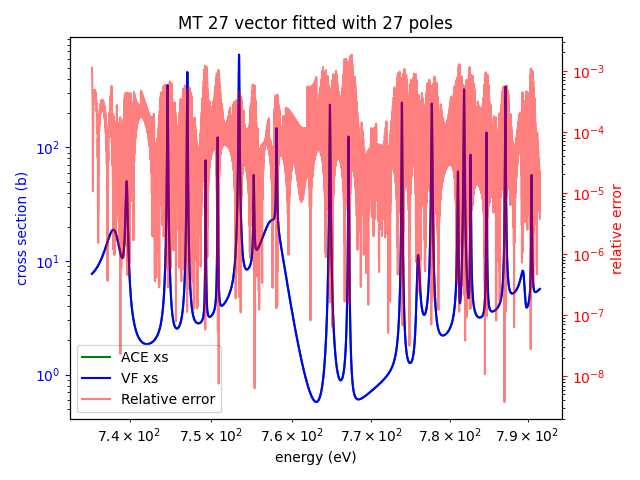 MT 27 vector fitted with 27 poles
cross section (b)
10² 10¹ 10⁰
10⁻³ 10⁻⁴ 10⁻⁵ 10⁻⁶ 10⁻⁷ 10⁻⁸
relative error
ACE xs
VF xs
Relative error
7.4 × 10² 7.5 × 10² 7.6 × 10² 7.7 × 10² 7.8 × 10² 7.9 × 10²
energy (eV)